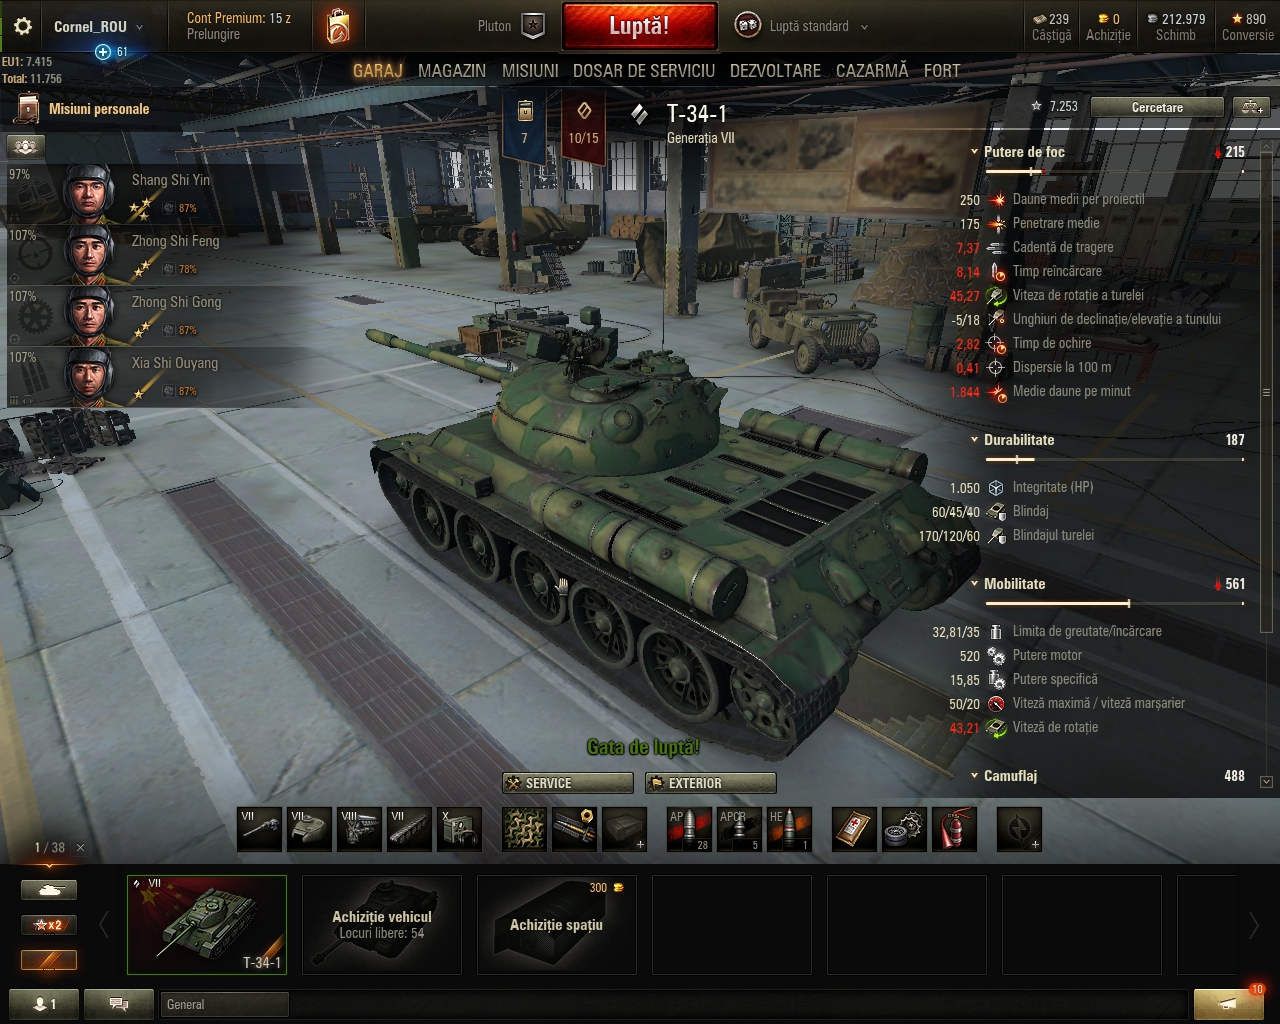 Cornel_ROU
+ 61
Cont Premium: 15 z
Prelungire
Pluton
Luptă!
Luptă standard
239
Câștigă
0
Achiziție
212.979
Schimb
890
Conversie
EU1: 7.415
Total: 11.756
GARAJ MAGAZIN MISIUNI DOSAR DE SERVICIU DEZVOLTARE CAZARMĂ FORT
Misiuni personale
7
10/15
T-34-1
Generația VII
7.253
Cercetare
97%
Shang Shi Yin
87%
107%
Zhong Shi Feng
78%
107%
Zhong Shi Gong
87%
107%
Xia Shi Ouyang
87%
Putere de foc 215
250 Daune medii per proiectil
175 Penetrare medie
7,37 Cadență de tragere
8,14 Timp reîncărcare
45,27 Viteza de rotație a turelei
-5/18 Unghiuri de declinație/elevație a tunului
2,82 Timp de ochire
0,41 Dispersie la 100 m
1.844 Medie daune pe minut
Durabilitate 187
1.050 Integritate (HP)
60/45/40 Blindaj
170/120/60 Blindajul turelei
Mobilitate 561
32,81/35 Limita de greutate/încărcare
520 Putere motor
15,85 Putere specifică
50/20 Viteză maximă / viteză marșarier
43,21 Viteză de rotație
Camuflaj 488
Gata de luptă!
SERVICE
EXTERIOR
VII
VII
VIII
VII
X
AP
28
APCR
5
HE
1
1 / 38
x2
VII
T-34-1
Achiziție vehicul
Locuri libere: 54
300
Achiziție spațiu
1
General
10